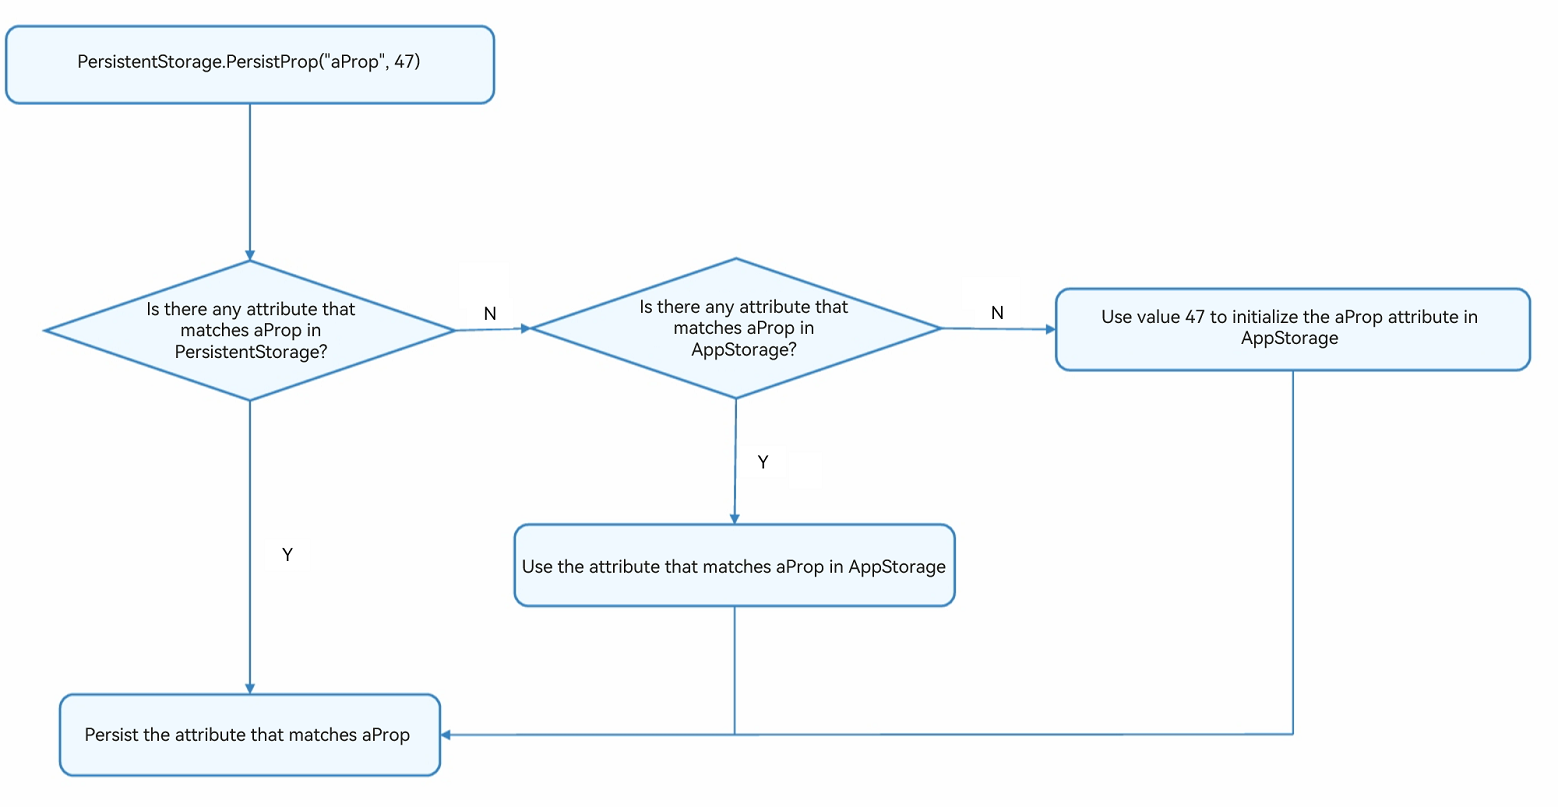 PersistentStorage.PersistProp("aProp", 47)
Is there any attribute that
matches aProp in
PersistentStorage?
N
Is there any attribute that
matches aProp in
AppStorage?
N
Use value 47 to initialize the aProp attribute in
AppStorage
Y
Y
Use the attribute that matches aProp in AppStorage
Persist the attribute that matches aProp